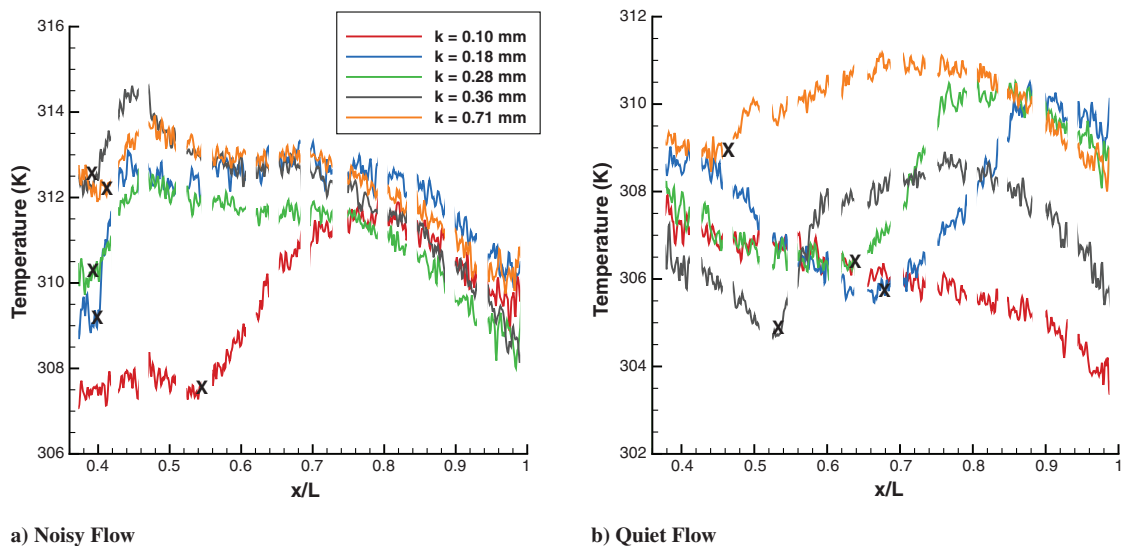 316
314
312
310
308
306
Temperature (K)
k = 0.10 mm
k = 0.18 mm
k = 0.28 mm
k = 0.36 mm
k = 0.71 mm
X
X
X
X
X
0.4 0.5 0.6 0.7 0.8 0.9 1
x/L
a) Noisy Flow
312
310
308
306
304
302
Temperature (K)
X
X
X
X
X
0.4 0.5 0.6 0.7 0.8 0.9 1
x/L
b) Quiet Flow